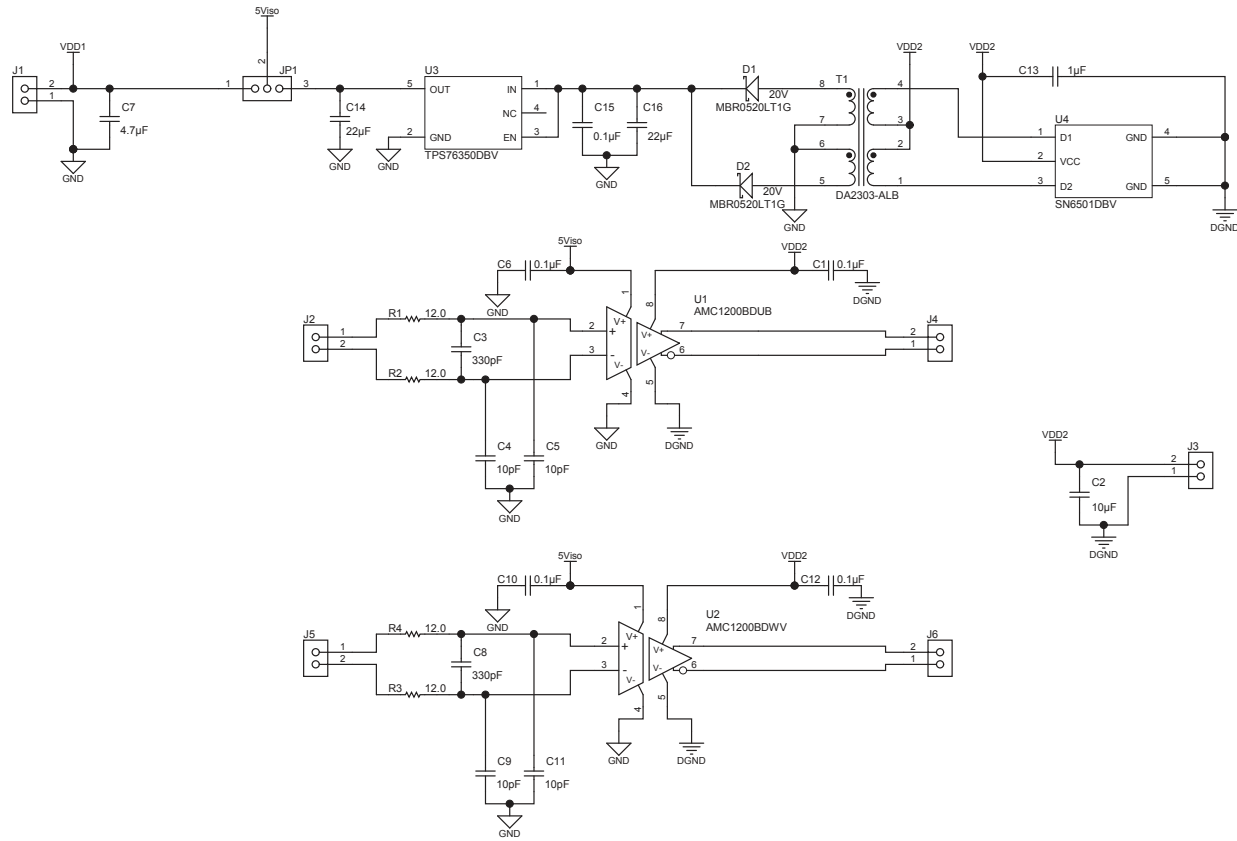 5Viso
VDD1
J1
2
1
C7
4.7µF
GND
1
2
JP1
3
C14
22µF
GND
U3
5
OUT
IN
1
NC
4
2
GND
EN
3
TPS76350DBV
GND
C15
0.1µF
C16
22µF
GND
D1
20V
MBR0520LT1G
D2
20V
MBR0520LT1G
T1
8
7
6
5
4
3
2
1
DA2303-ALB
GND
VDD2
VDD2
C13
1µF
U4
1
D1
GND
4
2
VCC
3
D2
GND
5
SN6501DBV
DGND
5Viso
C6
0.1µF
GND
VDD2
C1
0.1µF
DGND
U1
AMC1200BDUB
J2
1
2
R1
12.0
R2
12.0
C3
330pF
C4
10pF
C5
10pF
GND
1
2
V+
+
3
-
V-
4
GND
8
V+
7
V-
6
5
DGND
J4
2
1
VDD2
J3
2
1
C2
10µF
DGND
5Viso
C10
0.1µF
GND
VDD2
C12
0.1µF
DGND
U2
AMC1200BDWV
J5
1
2
R4
12.0
R3
12.0
C8
330pF
C9
10pF
C11
10pF
GND
1
2
V+
+
3
-
V-
4
GND
8
V+
7
V-
6
5
DGND
J6
2
1